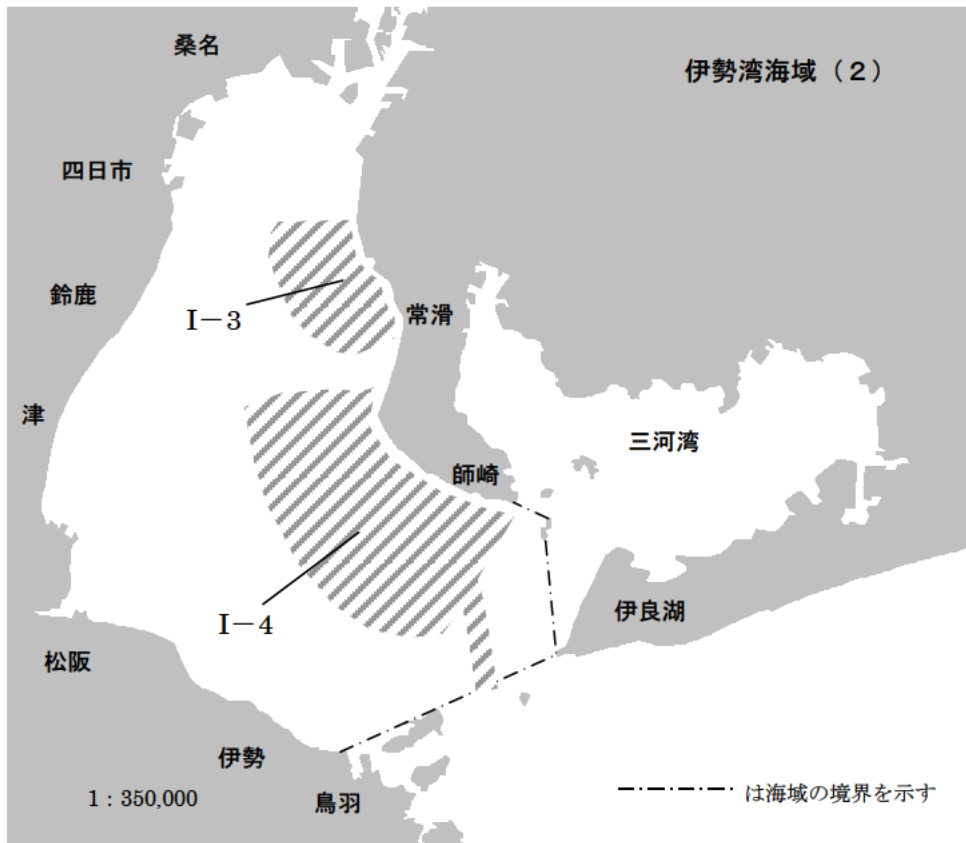 桑名
伊勢湾海域（２）
四日市
鈴鹿
Ⅰ－3
常滑
津
三河湾
師崎
伊良湖
Ⅰ－4
松阪
伊勢
1：350,000
鳥羽
は海域の境界を示す